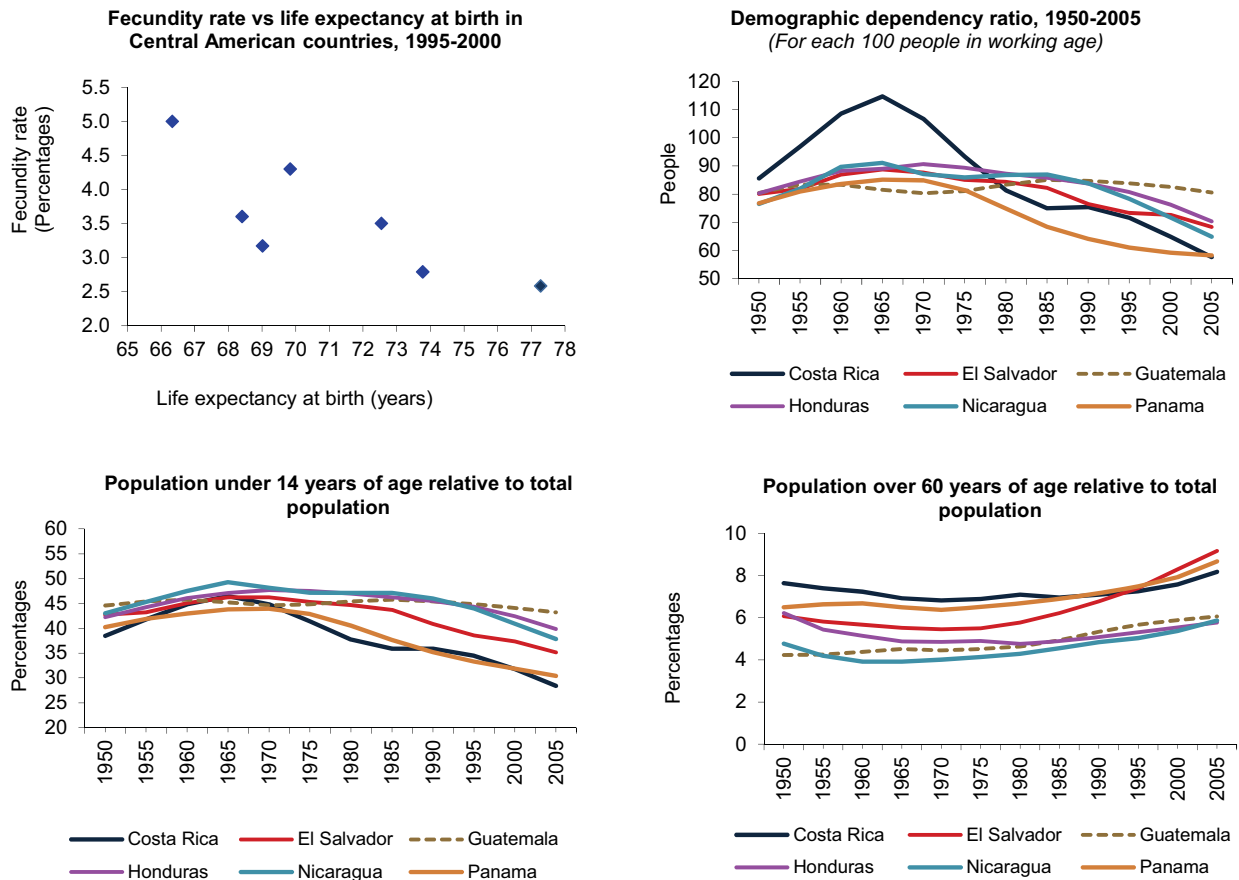 Fecundity rate vs life expectancy at birth in
Central American countries, 1995-2000
Fecundity rate
(Percentages)
5.5
5.0
4.5
4.0
3.5
3.0
2.5
2.0
65 66 67 68 69 70 71 72 73 74 75 76 77 78
Life expectancy at birth (years)
Demographic dependency ratio, 1950-2005
(For each 100 people in working age)
People
120
110
100
90
80
70
60
50
1950 1955 1960 1965 1970 1975 1980 1985 1990 1995 2000 2005
Costa Rica El Salvador Guatemala
Honduras Nicaragua Panama
Population under 14 years of age relative to total
population
Percentages
60
55
50
45
40
35
30
25
20
1950 1955 1960 1965 1970 1975 1980 1985 1990 1995 2000 2005
Costa Rica El Salvador Guatemala
Honduras Nicaragua Panama
Population over 60 years of age relative to total
population
Percentages
10
8
6
4
2
0
1950 1955 1960 1965 1970 1975 1980 1985 1990 1995 2000 2005
Costa Rica El Salvador Guatemala
Honduras Nicaragua Panama